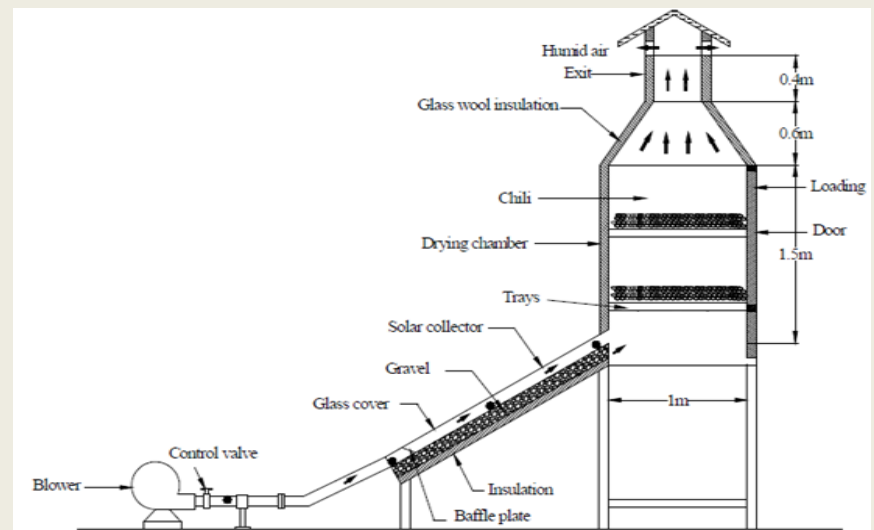 Humid air
Exit
0.4m
Glass wool insulation
0.6m
Chili
Loading
Drying chamber
Door
1.5m
Trays
Solar collector
Gravel
Glass cover
1m
Control valve
Blower
Insulation
Baffle plate